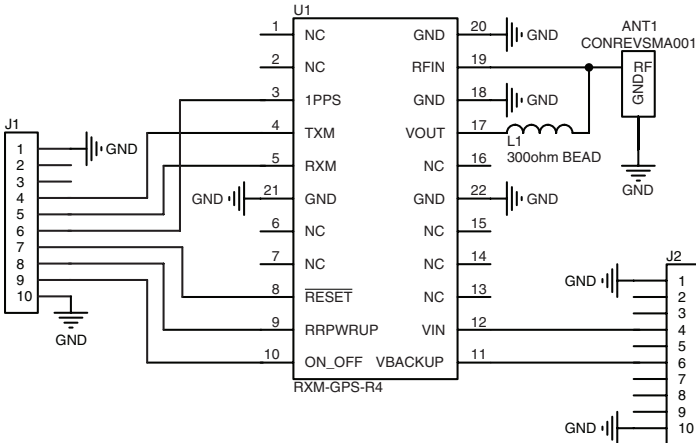 U1
ANT1
CONREVSMA001
1 NC GND 20 GND
2 NC RFIN 19 RF
GND
3 1PPS GND 18 GND
4 TXM VOUT 17
L1
300ohm BEAD
5 RXM NC 16
GND 21 GND GND 22 GND
GND
6 NC NC 15
7 NC NC 14
8 RESET NC 13
9 RRPWRUP VIN 12
10 ON_OFF VBACKUP 11
RXM-GPS-R4
J1
1 GND
2
3
4
5
6
7
8
9
10
GND
J2
GND 1
2
3
4
5
6
7
8
9
GND 10